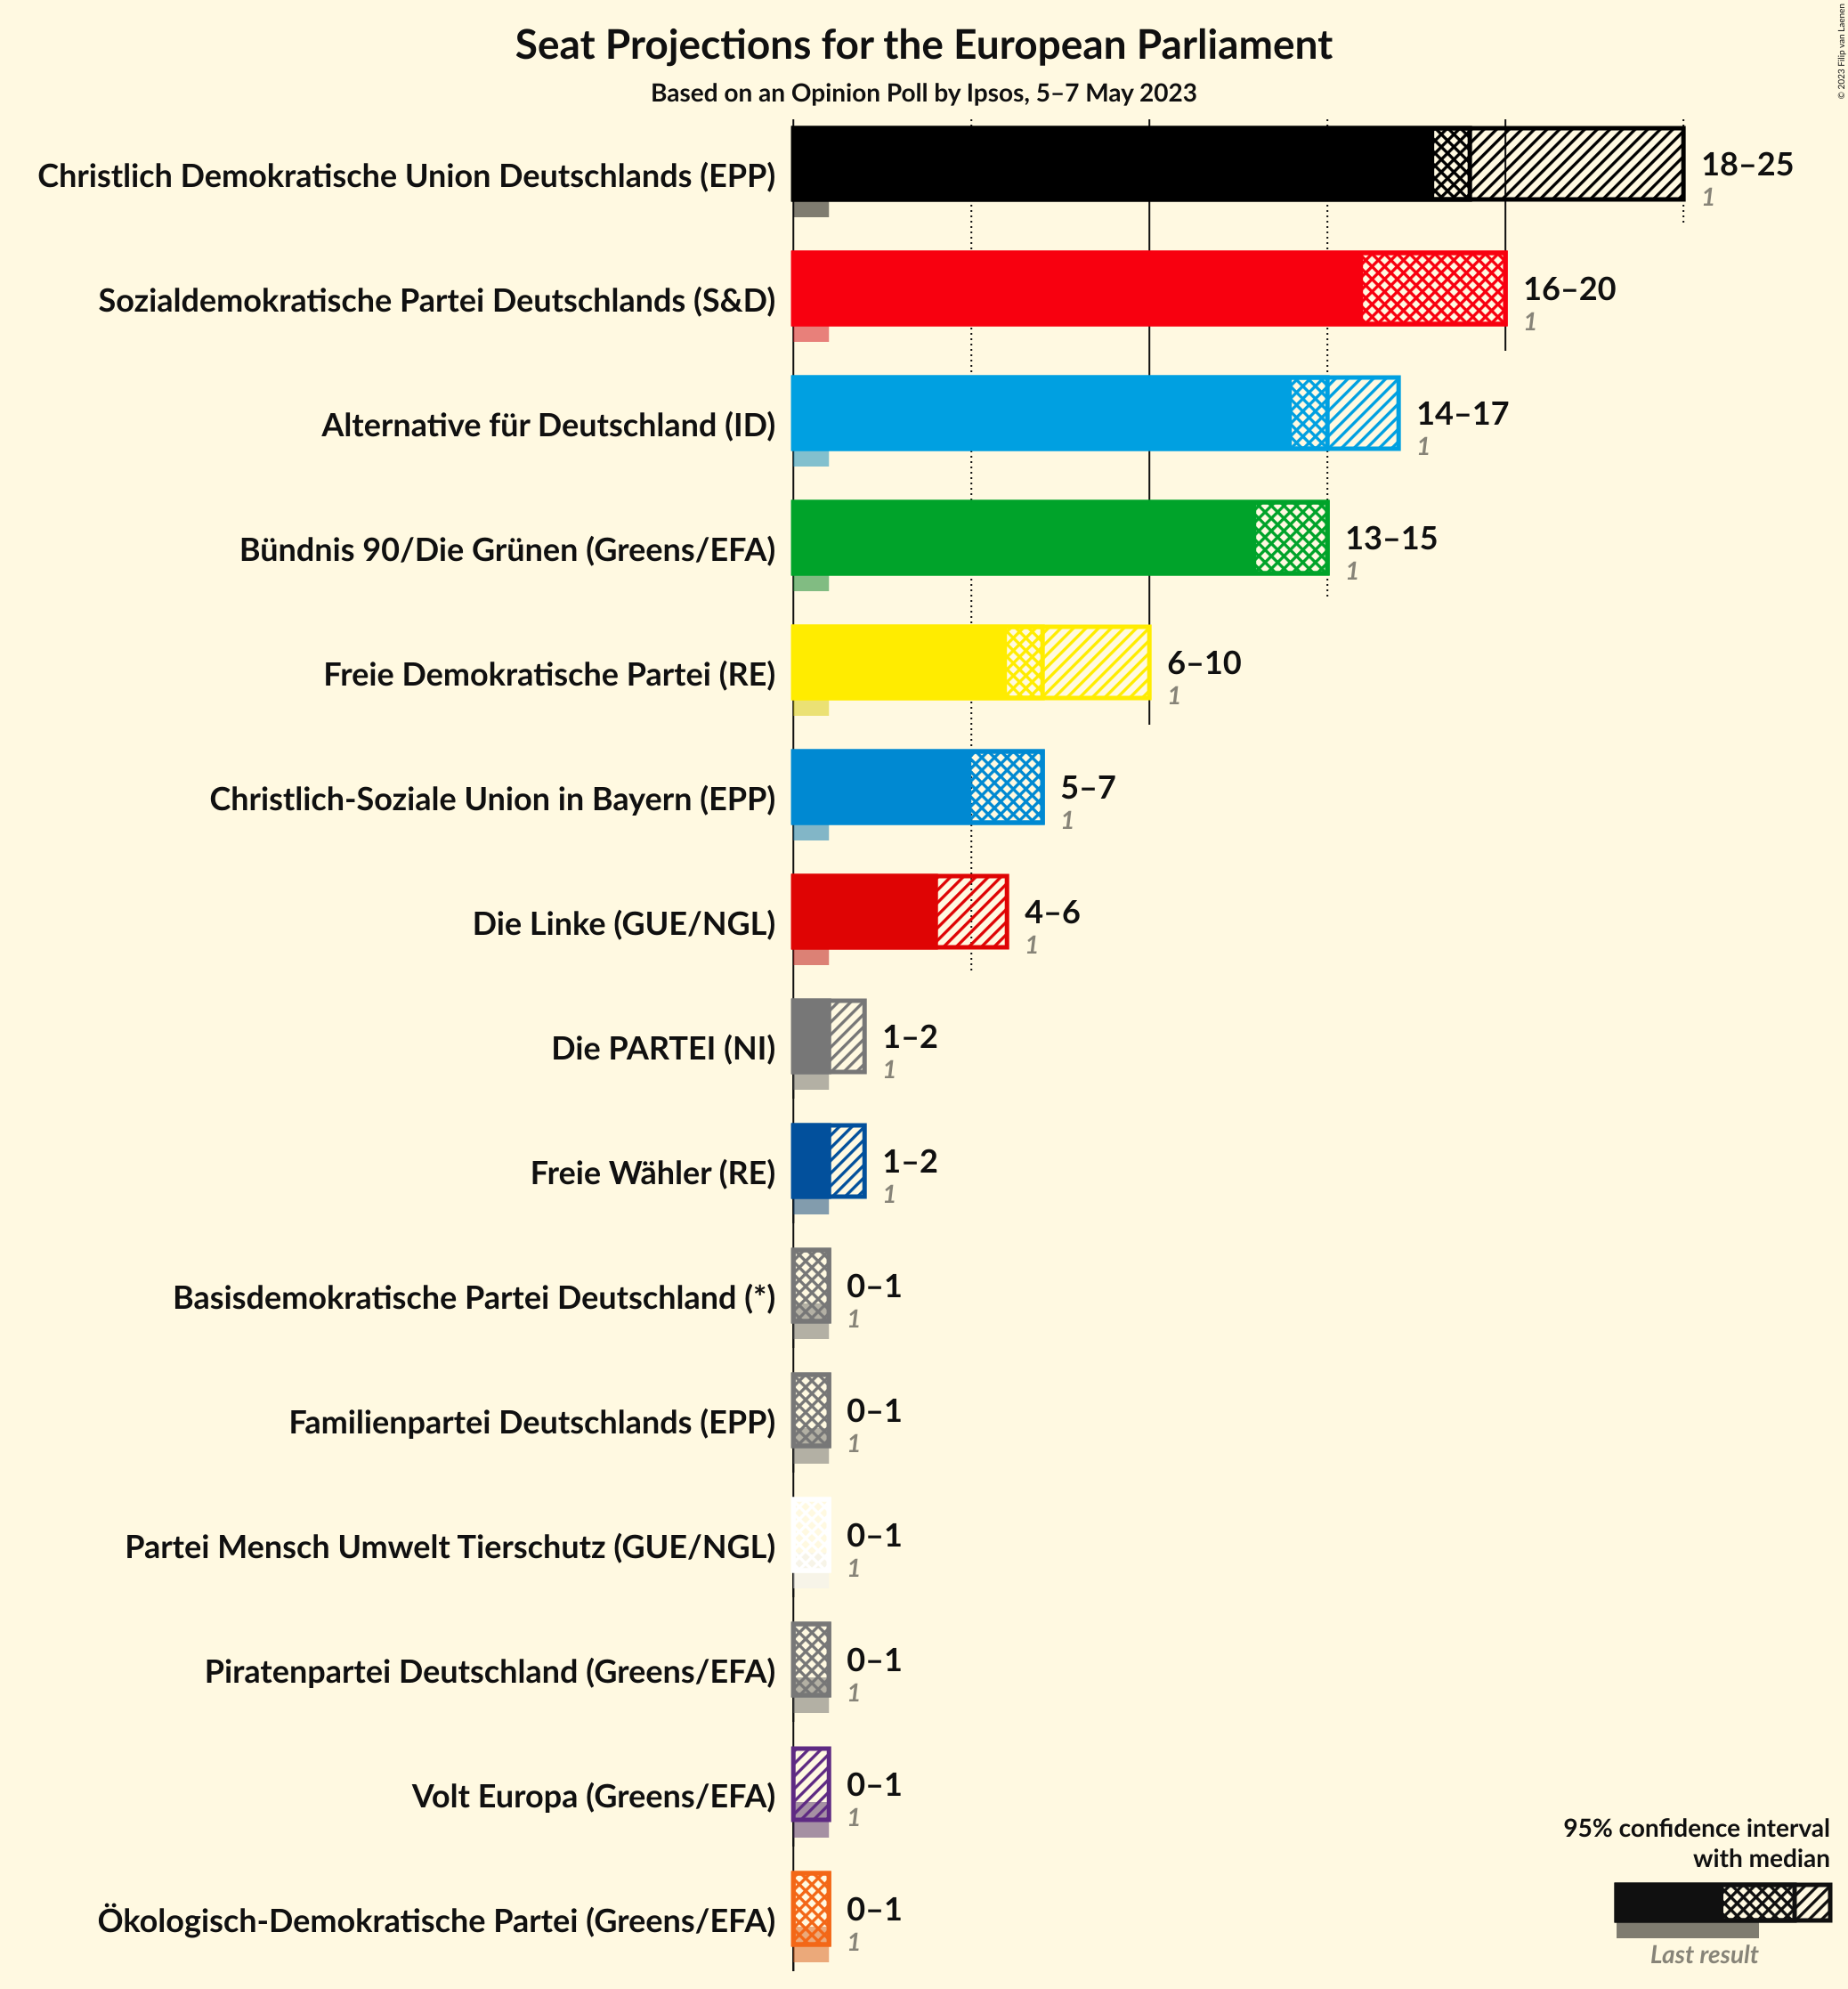 Seat Projections for the European Parliament
Based on an Opinion Poll by Ipsos, 5–7 May 2023
© 2023 Filip van Laenen
Christlich Demokratische Union Deutschlands (EPP)
18–25
1
Sozialdemokratische Partei Deutschlands (S&D)
16–20
1
Alternative für Deutschland (ID)
14–17
1
Bündnis 90/Die Grünen (Greens/EFA)
13–15
1
Freie Demokratische Partei (RE)
6–10
1
Christlich-Soziale Union in Bayern (EPP)
5–7
1
Die Linke (GUE/NGL)
4–6
1
Die PARTEI (NI)
1–2
1
Freie Wähler (RE)
1–2
1
Basisdemokratische Partei Deutschland (*)
0–1
1
Familienpartei Deutschlands (EPP)
0–1
1
Partei Mensch Umwelt Tierschutz (GUE/NGL)
0–1
1
Piratenpartei Deutschland (Greens/EFA)
0–1
1
Volt Europa (Greens/EFA)
0–1
1
Ökologisch-Demokratische Partei (Greens/EFA)
0–1
1
95% confidence interval
with median
Last result